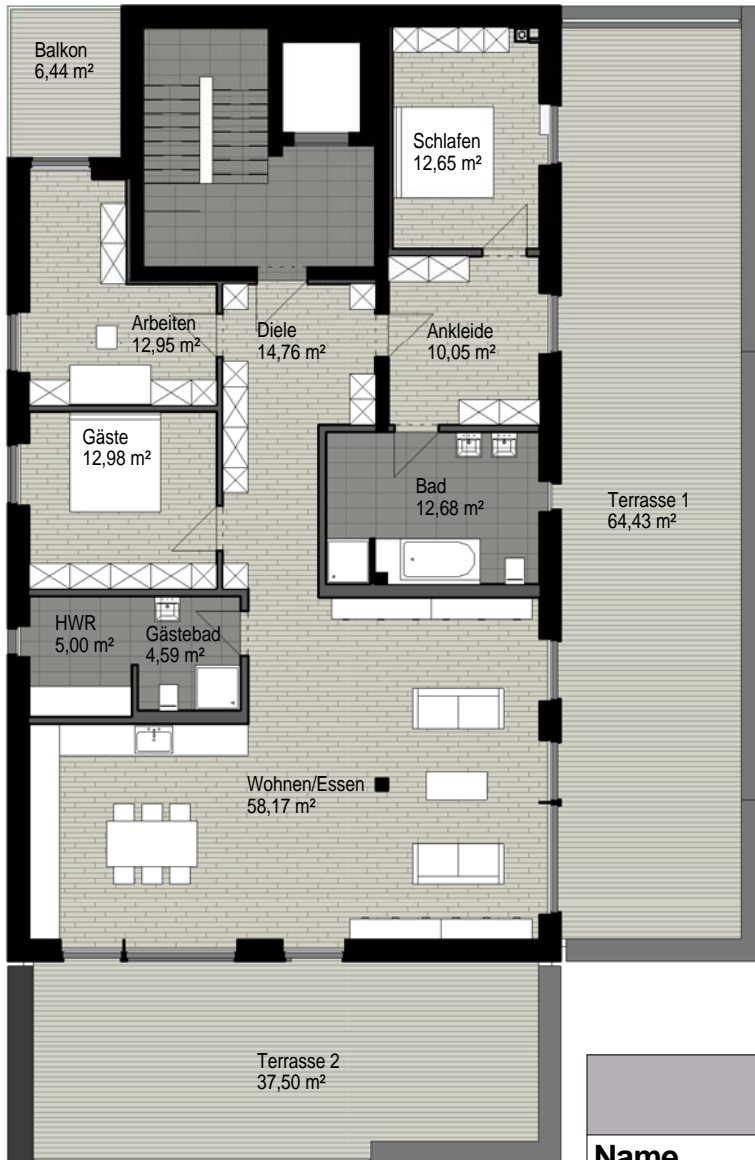 Balkon
6,44 m²
Schlafen
12,65 m²
Arbeiten
12,95 m²
Diele
14,76 m²
Ankleide
10,05 m²
Gäste
12,98 m²
Bad
12,68 m²
Terrasse 1
64,43 m²
HWR
5,00 m²
Gästebad
4,59 m²
Wohnen/Essen
58,17 m²
Terrasse 2
37,50 m²
Name